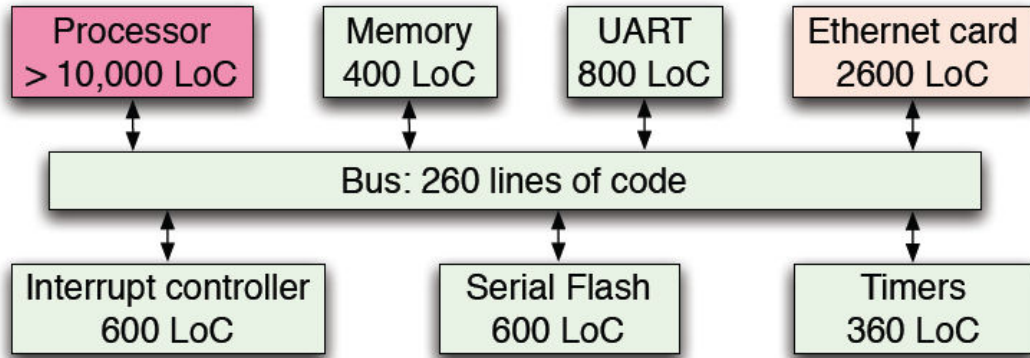 Processor
> 10,000 LoC
Memory
400 LoC
UART
800 LoC
Ethernet card
2600 LoC
Bus: 260 lines of code
Interrupt controller
600 LoC
Serial Flash
600 LoC
Timers
360 LoC